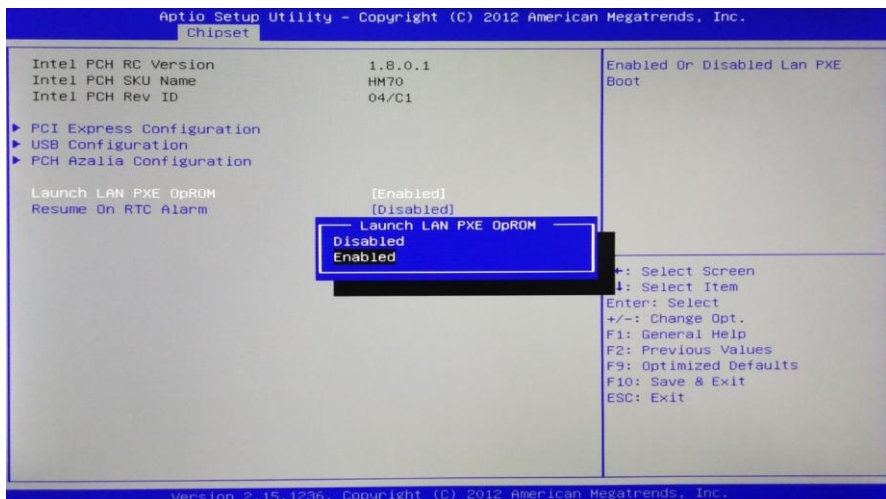 Aptio Setup Utility - Copyright (C) 2012 American Megatrends, Inc.
Chipset
Intel PCH RC Version 1.8.0.1
Intel PCH SKU Name HM70
Intel PCH Rev ID 04/C1
PCI Express Configuration
USB Configuration
PCH Azalia Configuration
Launch LAN PXE OpROM [Enabled]
Resume On RTC Alarm [Disabled]
Launch LAN PXE OpROM
Disabled
Enabled
Enabled Or Disabled Lan PXE
Boot
: Select Screen
: Select Item
Enter: Select
+/-: Change Opt.
F1: General Help
F2: Previous Values
F9: Optimized Defaults
F10: Save & Exit
ESC: Exit
Version 2.15.1236. Copyright (C) 2012 American Megatrends, Inc.